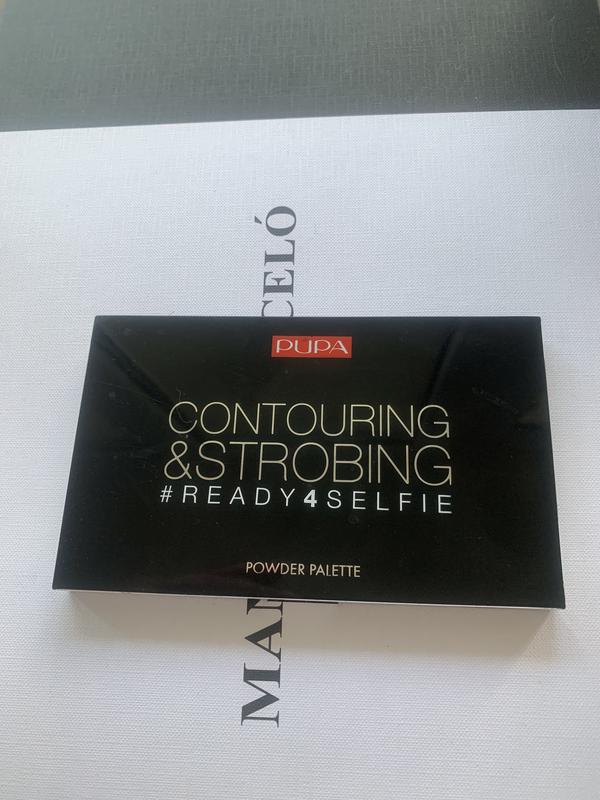 PUPA
CONTOURING
&STROBING
#READY4SELFIE
POWDER PALETTE